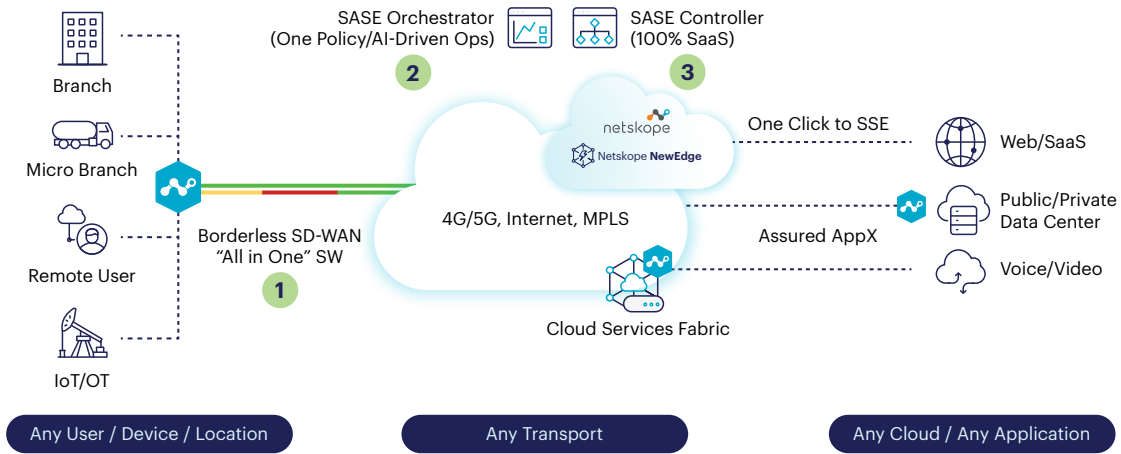 SASE Orchestrator
(One Policy/AI-Driven Ops)
2
SASE Controller
(100% SaaS)
3
Branch
Micro Branch
Remote User
IoT/OT
Borderless SD-WAN
“All in One” SW
1
netskope
Netskope NewEdge
4G/5G, Internet, MPLS
Cloud Services Fabric
One Click to SSE
Assured AppX
Web/SaaS
Public/Private
Data Center
Voice/Video
Any User / Device / Location
Any Transport
Any Cloud / Any Application